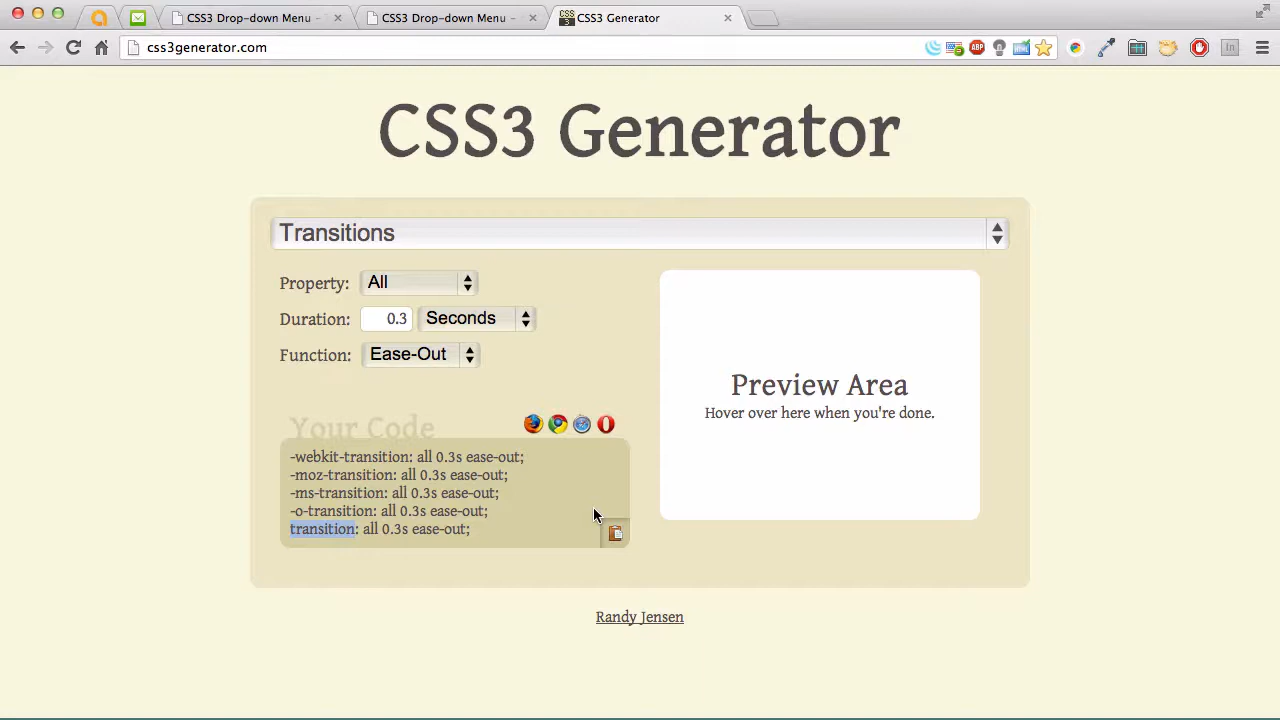 CSS3 Drop-down Menu -
CSS3 Drop-down Menu -
CSS3 Generator
css3generator.com
ABP
in
CSS3 Generator
Transitions
Property: All
Duration: 0.3 Seconds
Function: Ease-Out
Preview Area
Hover over here when you're done.
Your Code
-webkit-transition: all 0.3s ease-out;
-moz-transition: all 0.3s ease-out;
-ms-transition: all 0.3s ease-out;
-o-transition: all 0.3s ease-out;
transition: all 0.3s ease-out;
Randy Jensen